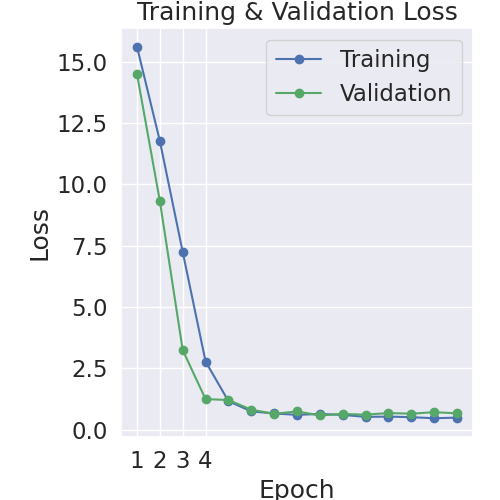 Training & Validation Loss
Training
Validation
Loss
15.0
12.5
10.0
7.5
5.0
2.5
0.0
1 2 3 4
Epoch